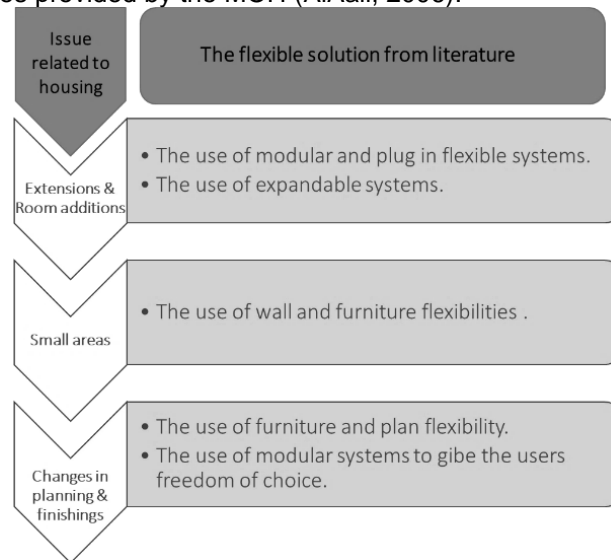 provided by the MOH
Issue
related to
housing
The flexible solution from literature
Extensions &
Room additions
• The use of modular and plug in flexible systems.
• The use of expandable systems.
Small areas
• The use of wall and furniture flexibilities .
Changes in
planning &
finishings
• The use of furniture and plan flexibility.
• The use of modular systems to gibe the users
freedom of choice.